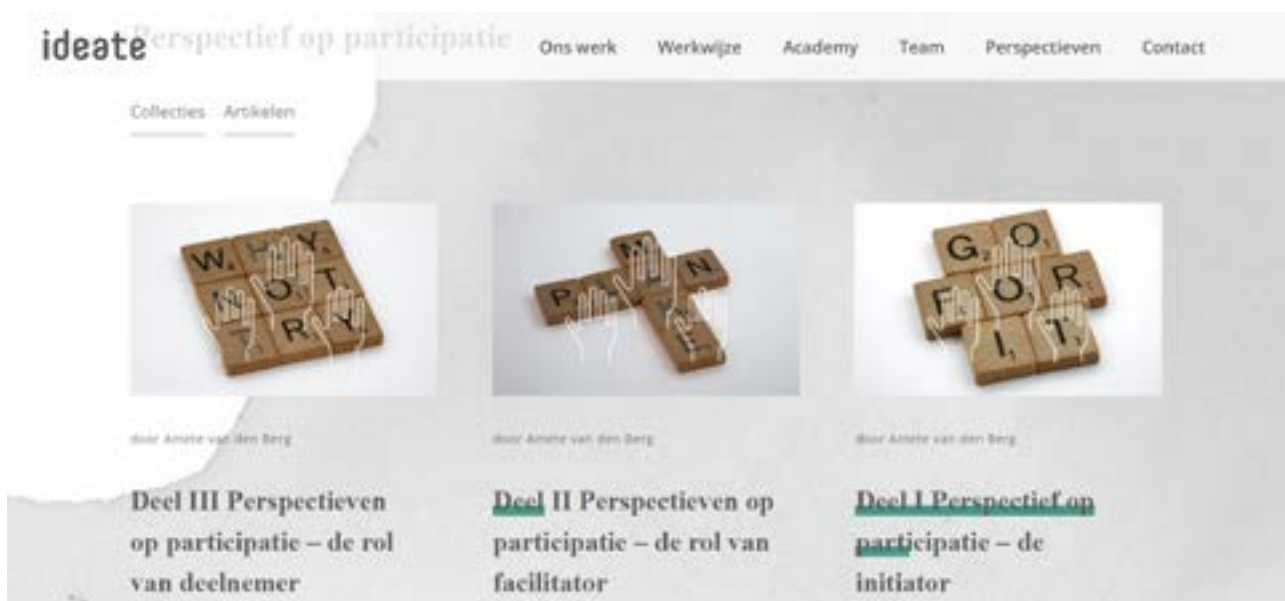 Perspectief op participatie
ideate
Ons werk Werkwijze Academy Team Perspectieven Contact
Collecties Artikelen
WHY
NOT
TRY
M
P N
GO
FOR
IT
door Amete van den Berg
door Amete van den Berg
door Amete van den Berg
Deel III Perspectieven
op participatie – de rol
van deelnemer
Deel II Perspectieven op
participatie – de rol van
facilitator
Deel I Perspectief op
participatie – de
initiator